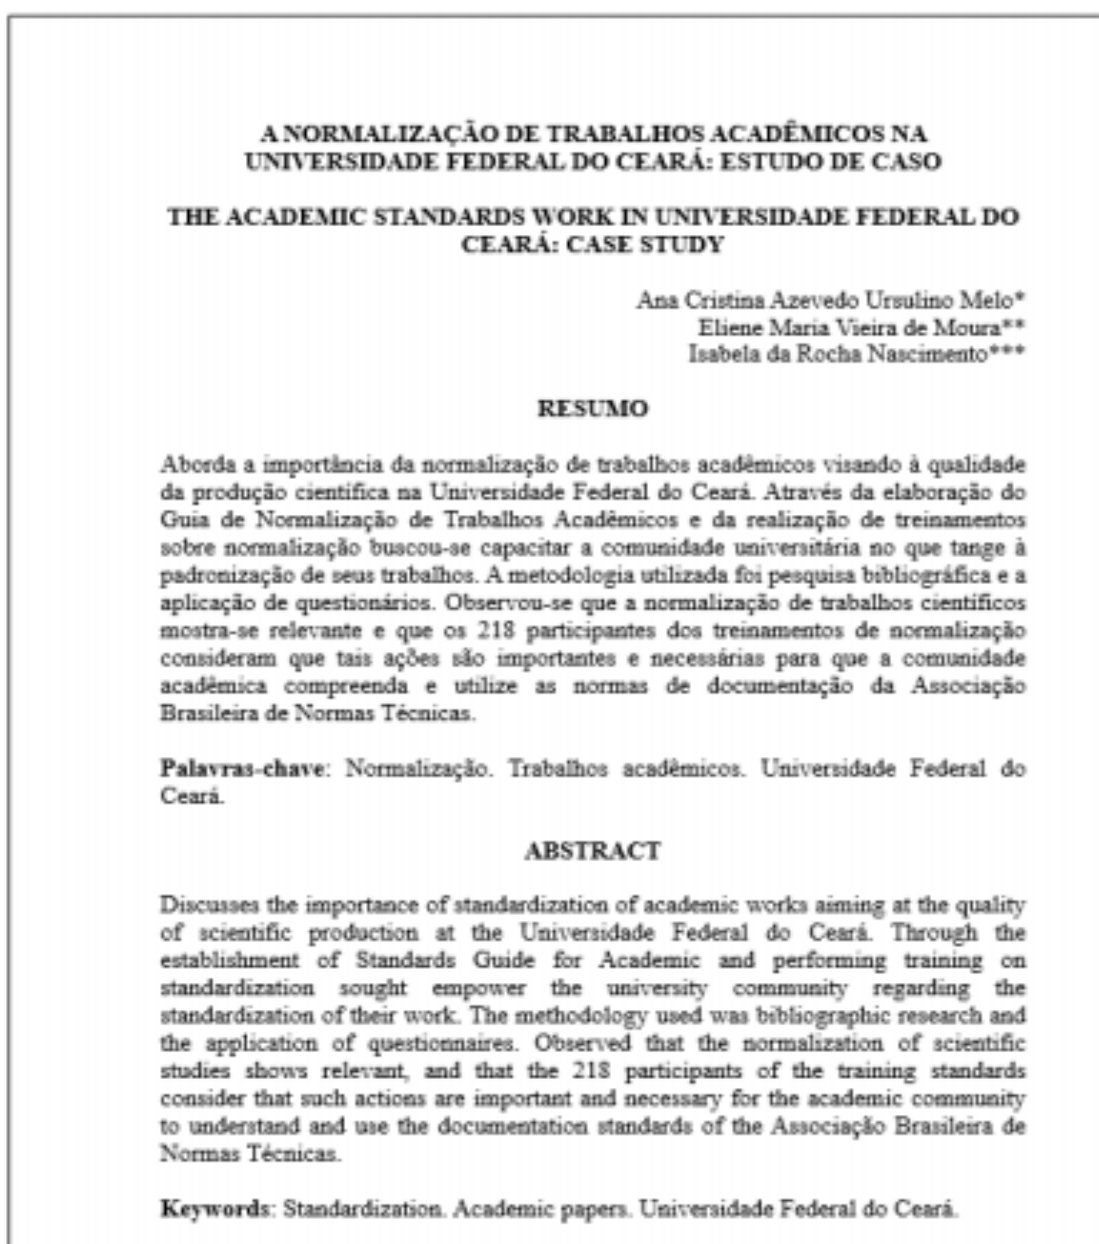 A NORMALIZAÇÃO DE TRABALHOS ACADÊMICOS NA
UNIVERSIDADE FEDERAL DO CEARÁ: ESTUDO DE CASO
THE ACADEMIC STANDARDS WORK IN UNIVERSIDADE FEDERAL DO
CEARÁ: CASE STUDY
Ana Cristina Azevedo Ursulino Melo*
Eliene Maria Vieira de Moura**
Isabela da Rocha Nascimento***
RESUMO
Aborda a importância da normalização de trabalhos acadêmicos visando à qualidade
da produção científica na Universidade Federal do Ceará. Através da elaboração do
Guia de Normalização de Trabalhos Acadêmicos e da realização de treinamentos
sobre normalização buscou-se capacitar a comunidade universitária no que tange à
padronização de seus trabalhos. A metodologia utilizada foi pesquisa bibliográfica e a
aplicação de questionários. Observou-se que a normalização de trabalhos científicos
mostra-se relevante e que os 218 participantes dos treinamentos de normalização
consideram que tais ações são importantes e necessárias para que a comunidade
acadêmica compreenda e utilize as normas de documentação da Associação
Brasileira de Normas Técnicas.
Palavras-chave: Normalização. Trabalhos acadêmicos. Universidade Federal do
Ceará.
ABSTRACT
Discusses the importance of standardization of academic works aiming at the quality
of scientific production at the Universidade Federal do Ceará. Through the
establishment of Standards Guide for Academic and performing training on
standardization sought empower the university community regarding the
standardization of their work. The methodology used was bibliographic research and
the application of questionnaires. Observed that the normalization of scientific
studies shows relevant, and that the 218 participants of the training standards
consider that such actions are important and necessary for the academic community
to understand and use the documentation standards of the Associação Brasileira de
Normas Técnicas.
Keywords: Standardization. Academic papers. Universidade Federal do Ceará.